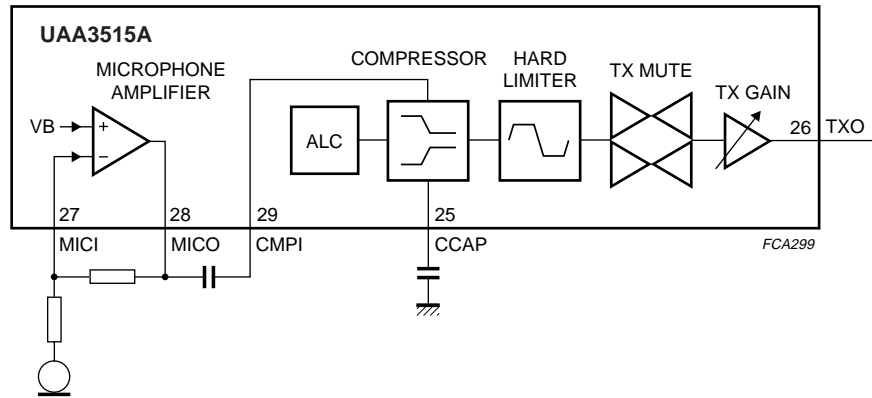 UAA3515A
MICROPHONE
AMPLIFIER
COMPRESSOR
HARD
LIMITER
TX MUTE
TX GAIN
VB
+
−
ALC
26
TXO
27
28
29
25
MICI
MICO
CMPI
CCAP
FCA299